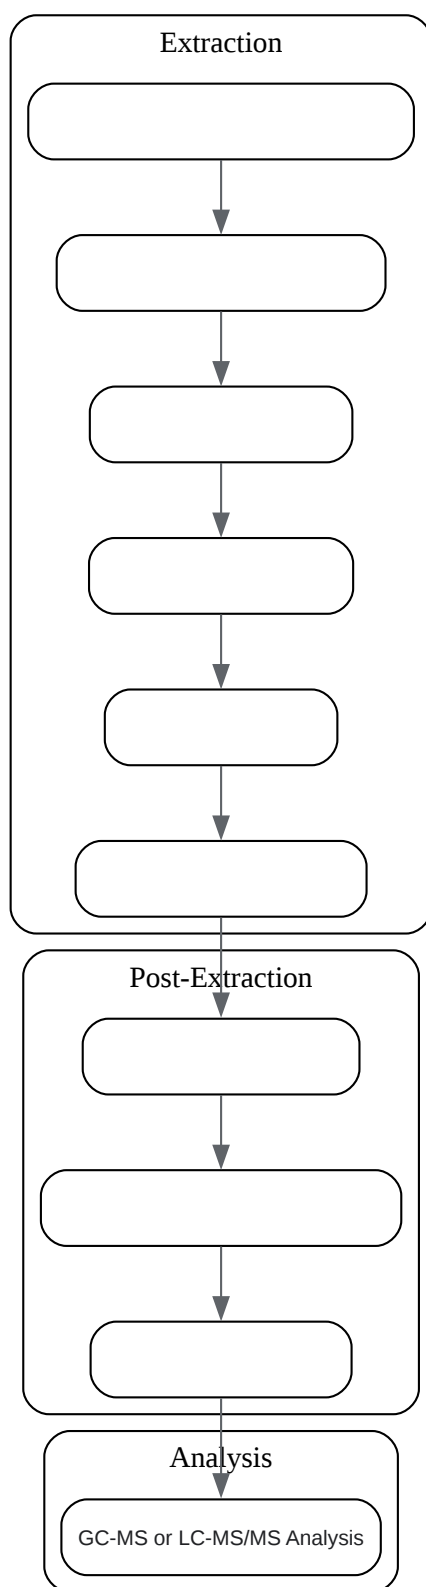 Extraction
Post-Extraction
Analysis
GC-MS or LC-MS/MS Analysis